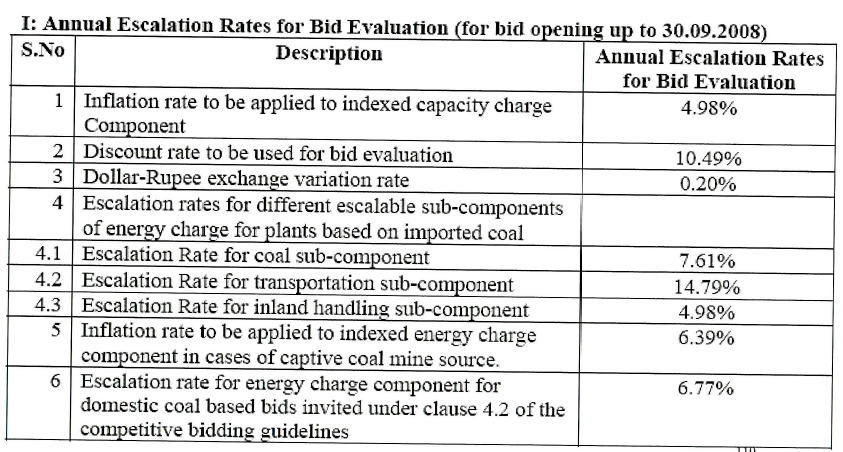 I: Annual Escalation Rates for Bid Evaluation (for bid opening up to 30.09.2008)
S.No Description Annual Escalation Rates
for Bid Evaluation
1 Inflation rate to be applied to indexed capacity charge 4.98%
Component
2 Discount rate to be used for bid evaluation 10.49%
3 Dollar-Rupee exchange variation rate 0.20%
4 Escalation rates for different escalable sub-components
of energy charge for plants based on imported coal
4.1 Escalation Rate for coal sub-component 7.61%
4.2 Escalation Rate for transportation sub-component 14.79%
4.3 Escalation Rate for inland handling sub-component 4.98%
5 Inflation rate to be applied to indexed energy charge 6.39%
component in cases of captive coal mine source.
6 Escalation rate for energy charge component for 6.77%
domestic coal based bids invited under clause 4.2 of the
competitive bidding guidelines